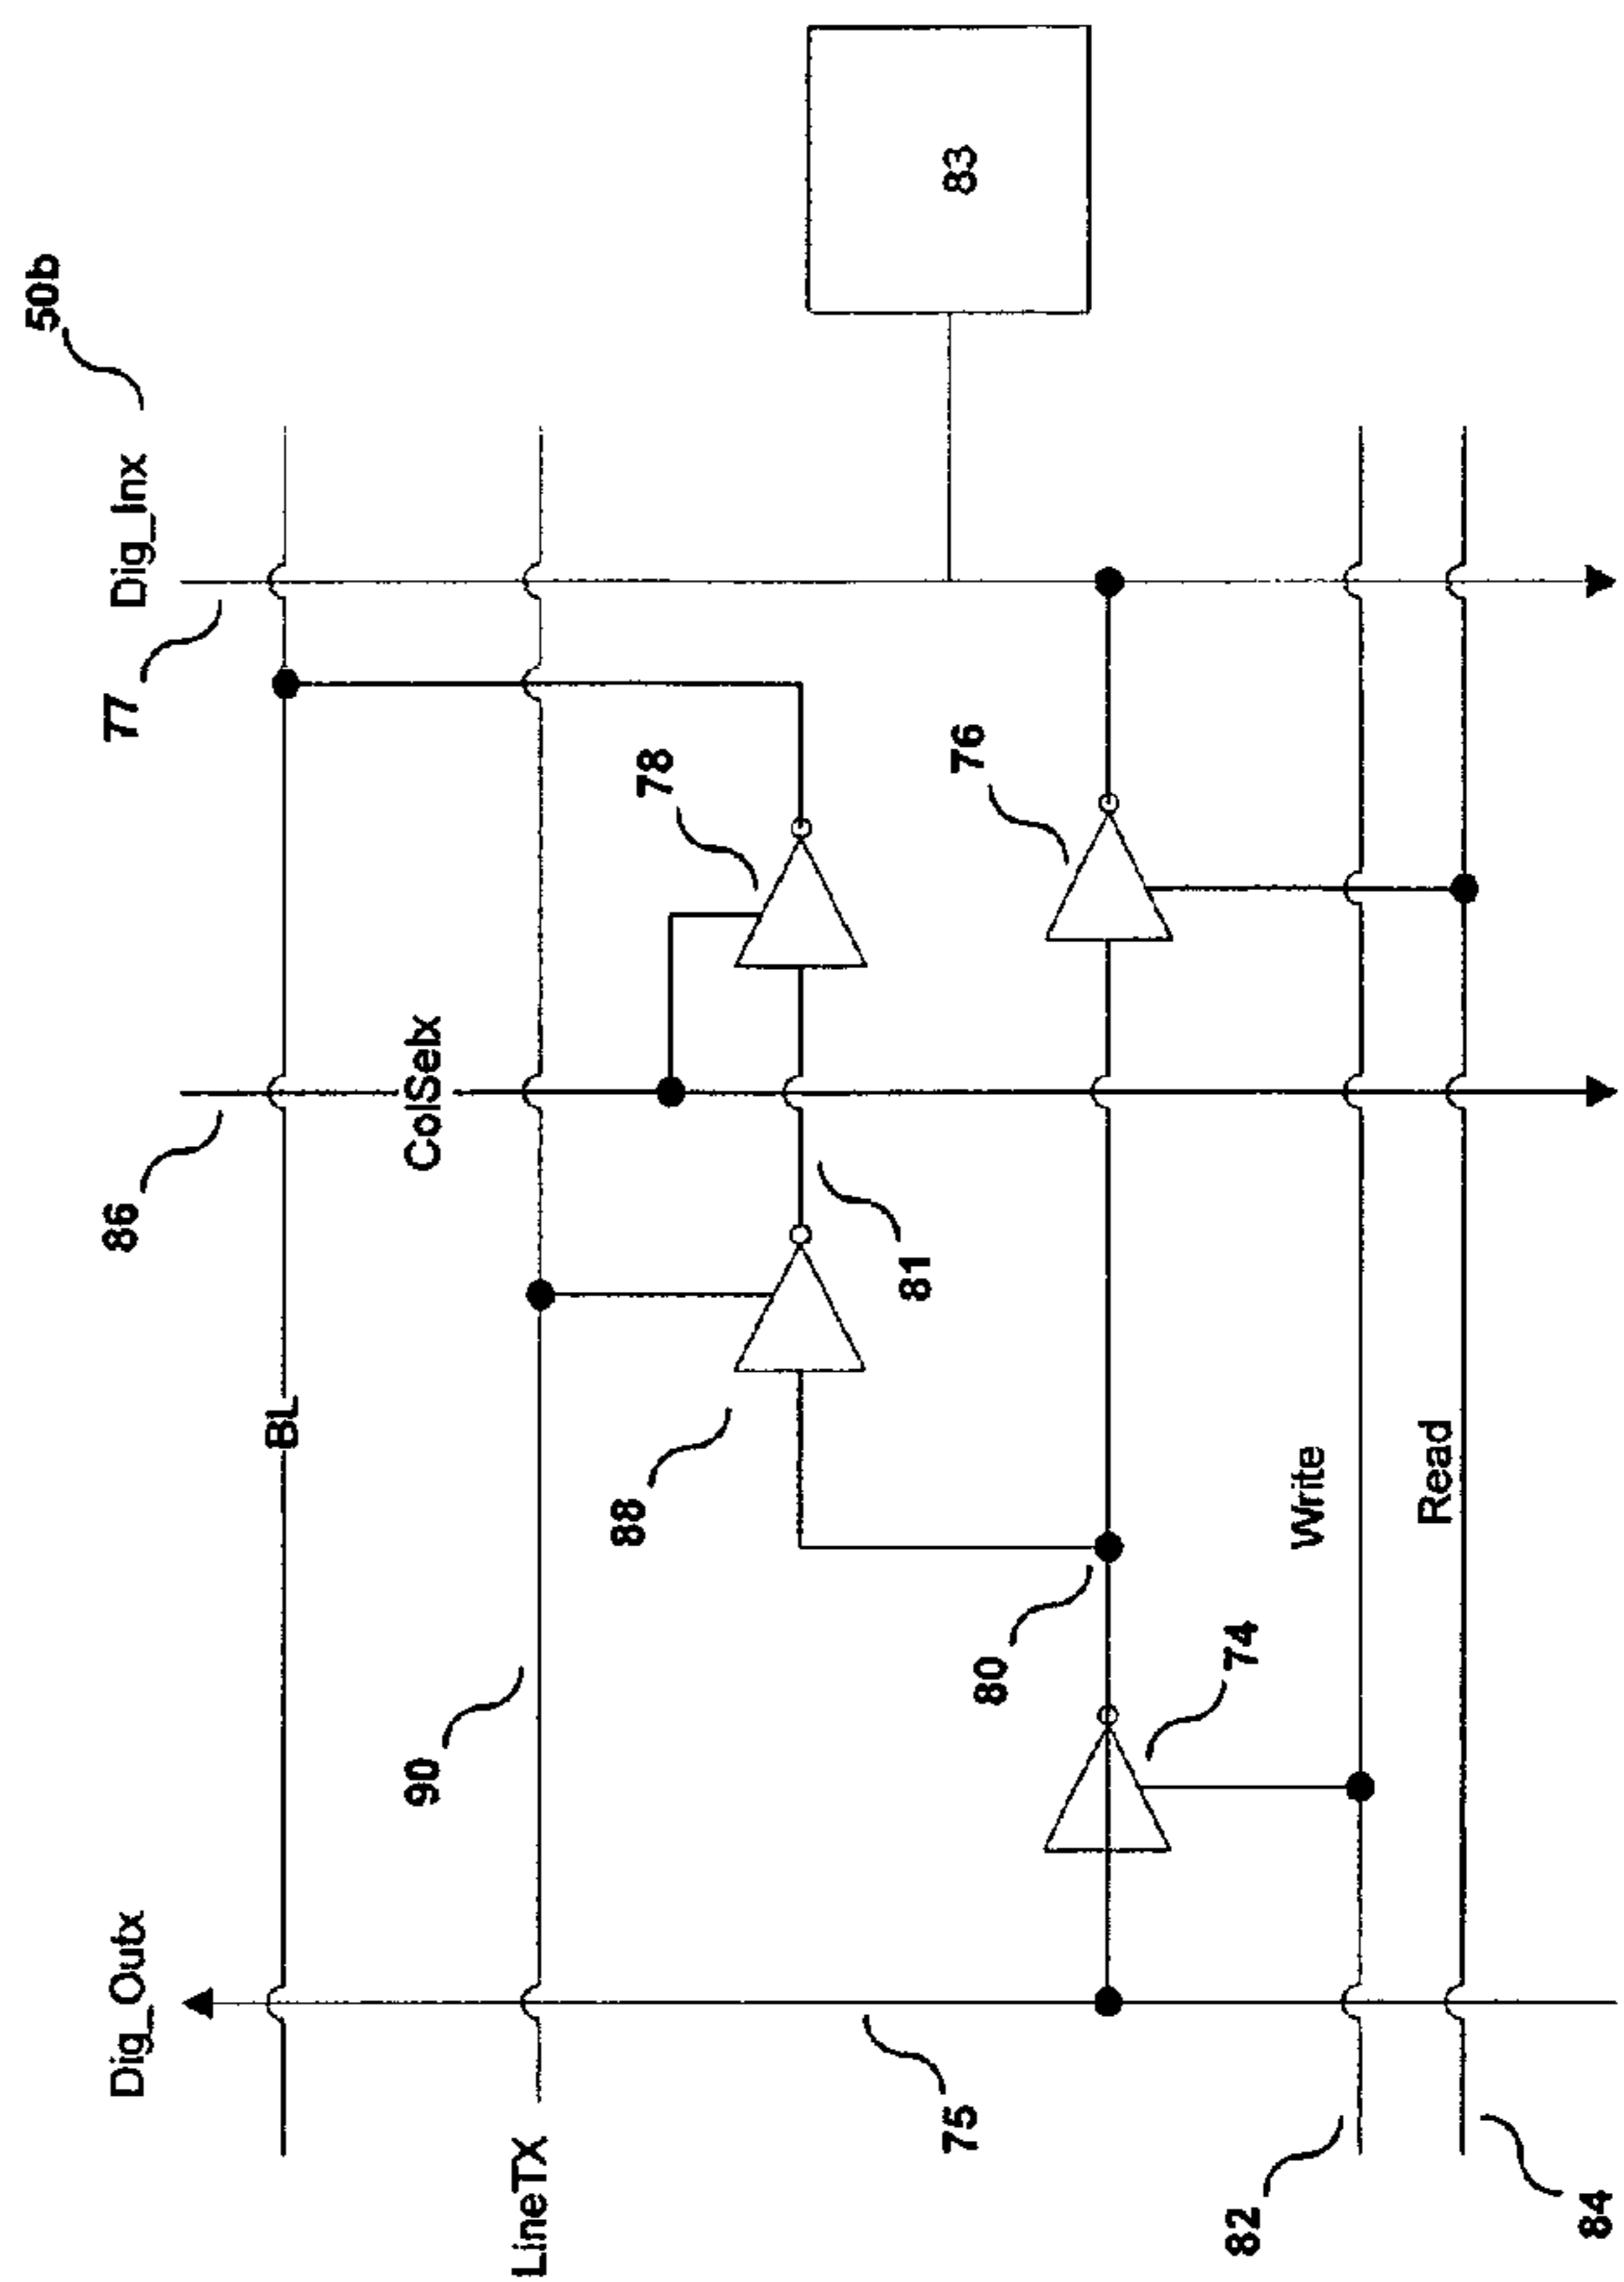 50b
Dig_Outx
86
77
Dig_Inx
BL
90
ColSelx
LineTX
88
78
81
75
76
83
80
82
74
Write
Read
84